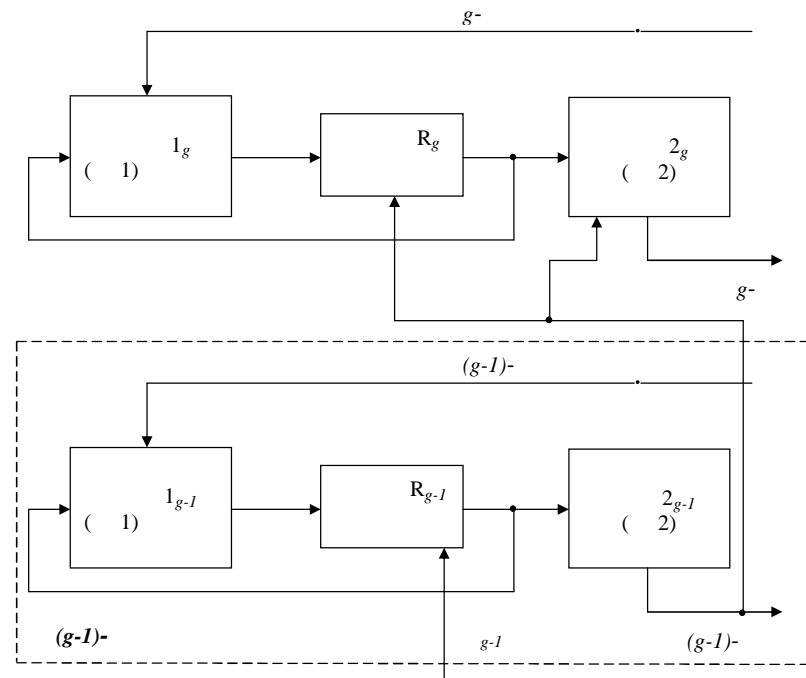 g-
1g
( 1)
Rg
2g
( 2)
g-
(g-1)-
1g-1
( 1)
Rg-1
2g-1
( 2)
(g-1)-
g-1
(g-1)-